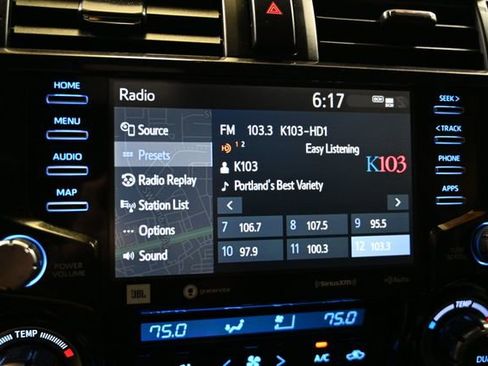 HOME
MENU
AUDIO
MAP
POWER
VOLUME
Radio
6:17
Source
Presets
Radio Replay
Station List
Options
Sound
FM 103.3 K103-HD1
HD 1 2
Easy Listening
K103
K103
Portland's Best Variety
<
>
7 106.7
8 107.5
9 95.5
10 97.9
11 100.3
12 103.3
SEEK >
< TRACK
PHONE
APPS
JBL
gracenote
SiriusXM
Audio
75.0
75.0
TEMP
A/C
TEMP